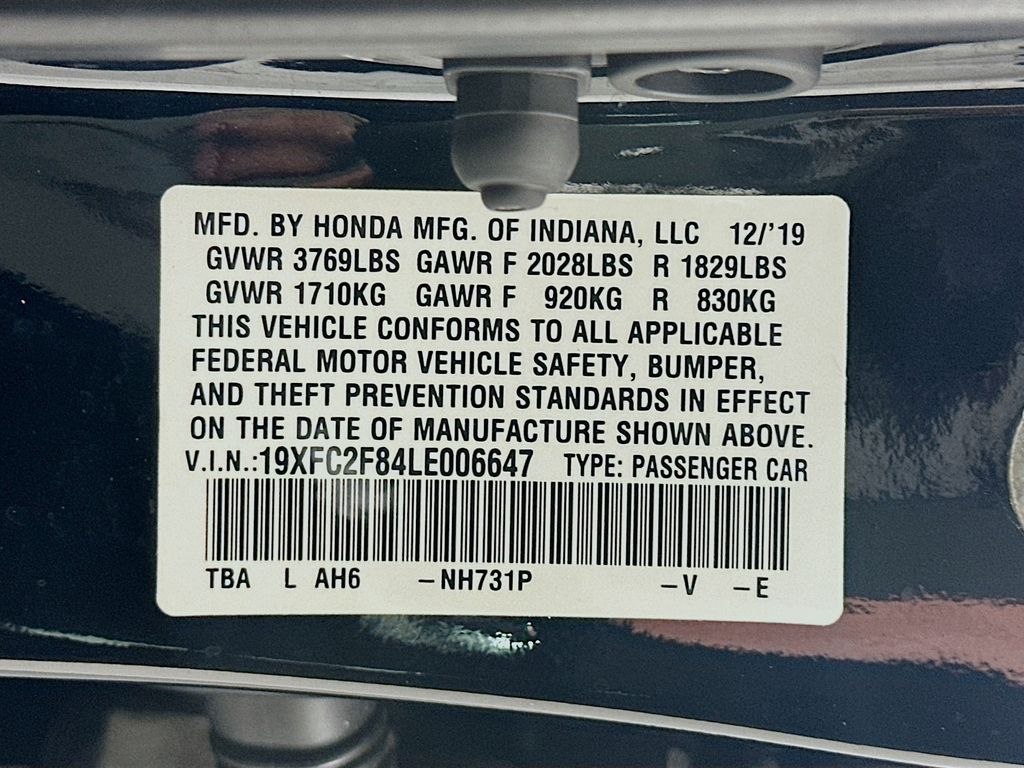 MFD. BY HONDA MFG. OF INDIANA, LLC 12/'19
GVWR 3769LBS GAWR F 2028LBS R 1829LBS
GVWR 1710KG GAWR F 920KG R 830KG
THIS VEHICLE CONFORMS TO ALL APPLICABLE
FEDERAL MOTOR VEHICLE SAFETY, BUMPER,
AND THEFT PREVENTION STANDARDS IN EFFECT
ON THE DATE OF MANUFACTURE SHOWN ABOVE.
V.I.N.:19XFC2F84LE006647 TYPE: PASSENGER CAR
TBA L AH6 -NH731P -V -E